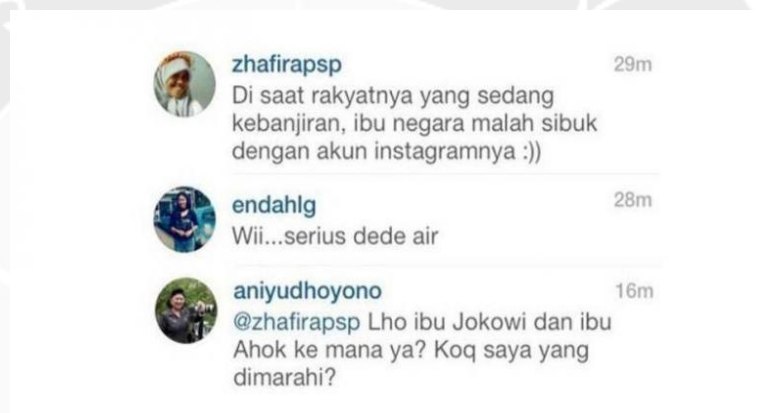 zhafirapsp 29m
Di saat rakyatnya yang sedang
kebanjiran, ibu negara malah sibuk
dengan akun instagramnya :))
endahlg 28m
Wii...serius dede air
aniyudhoyono 16m
@zhafirapsp Lho ibu Jokowi dan ibu
Ahok ke mana ya? Koq saya yang
dimarahi?